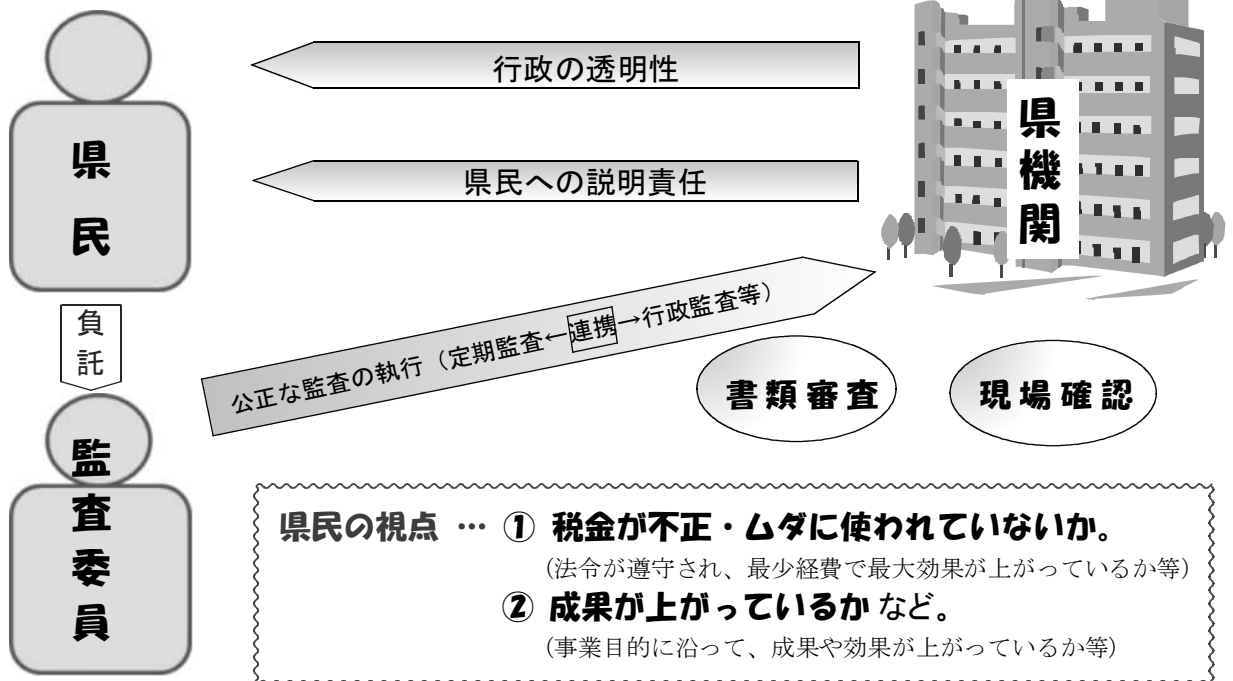 行政の透明性
県民への説明責任
県機関
県民
負託
公正な監査の執行（定期監査←連携→行政監査等）
書類審査
現場確認
監査委員
県民の視点 … ① 税金が不正・ムダに使われていないか。
(法令が遵守され、最少経費で最大効果が上がっているか等)
② 成果が上がっているか など。
(事業目的に沿って、成果や効果が上がっているか等)